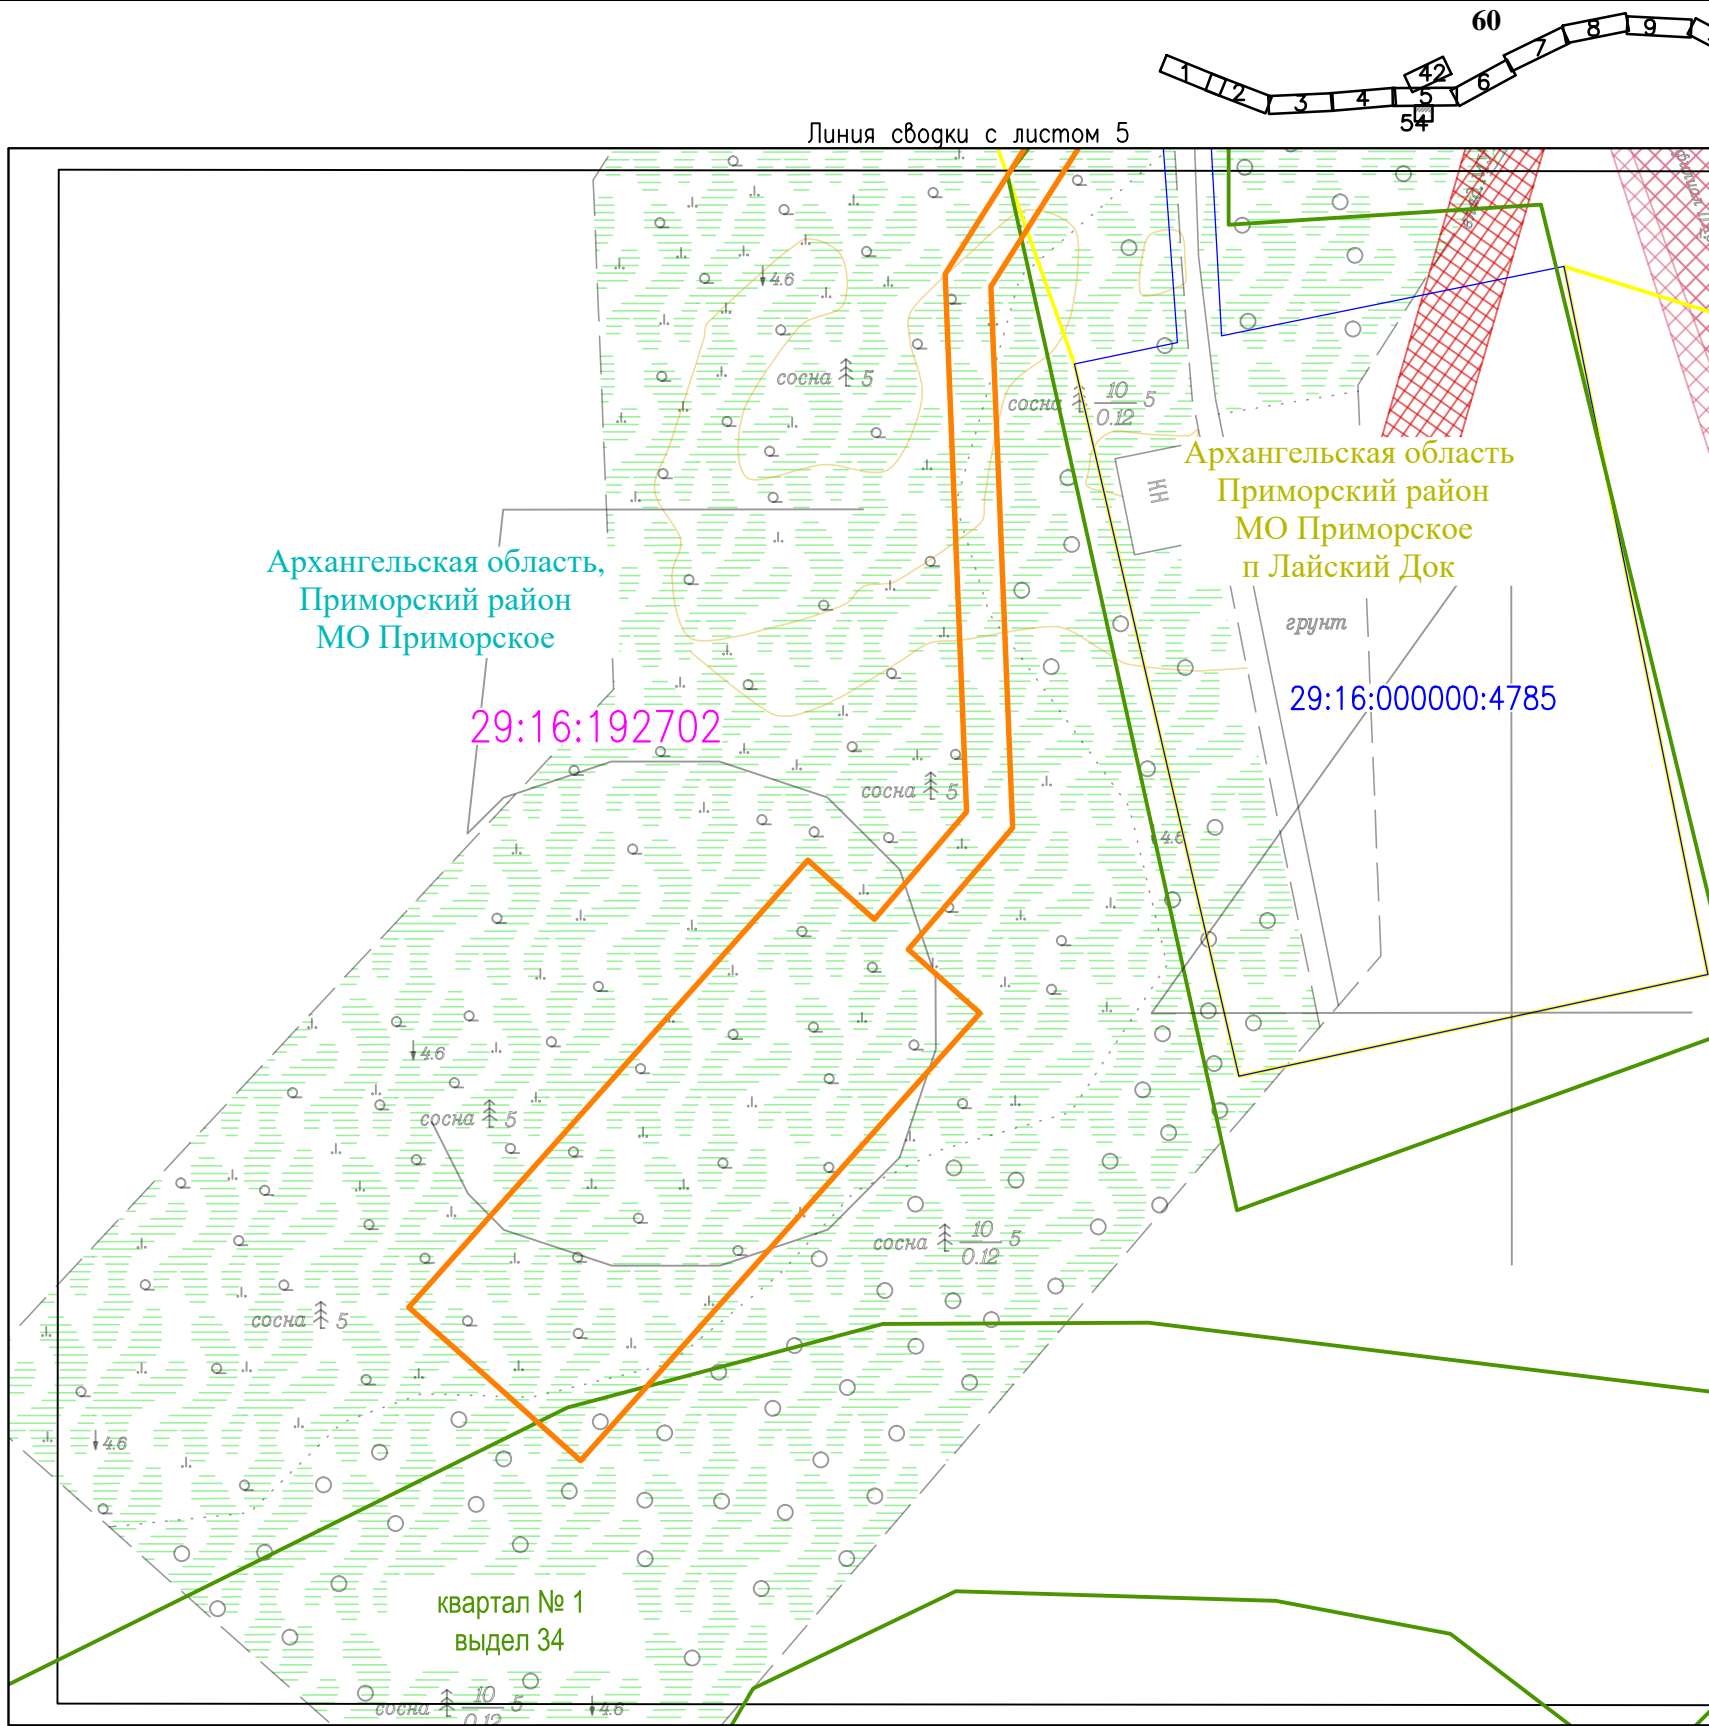 60
1 2 3 4 5 6 7 8 9
42
54
Линия сводки с листом 5
4.6
сосна 5
сосна 10 5
0.12
Архангельская область
Приморский район
МО Приморское
п Лайский Док
КН
Архангельская область,
Приморский район
МО Приморское
грунт
29:16:000000:4785
29:16:192702
сосна 5
4.6
4.6
сосна 5
сосна 10 5
0.12
сосна 5
4.6
квартал № 1
выдел 34
сосна 10 5
0.12
4.6